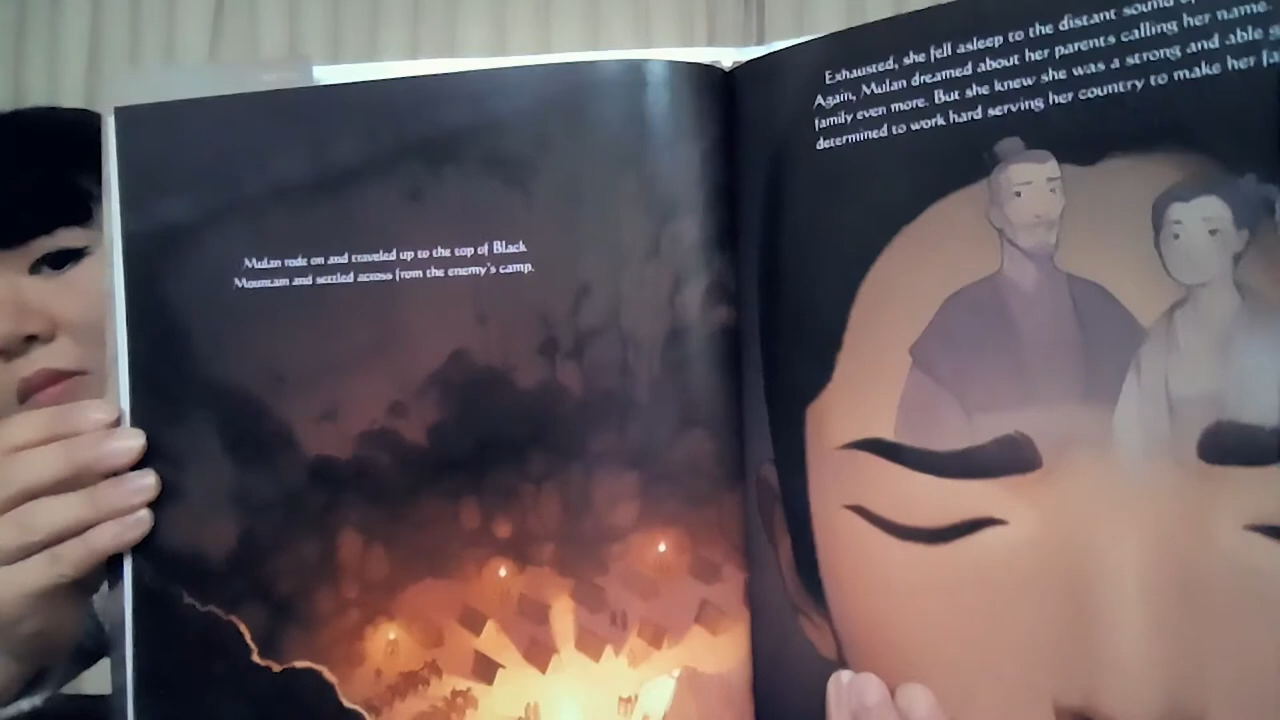 Mulan rode on and traveled up to the top of Black
Mountain and settled across from the enemy's camp.
Exhausted, she fell asleep to the distant sound
Again, Mulan dreamed about her parents calling her name.
family even more. But she knew she was a strong and able
determined to work hard serving her country to make her